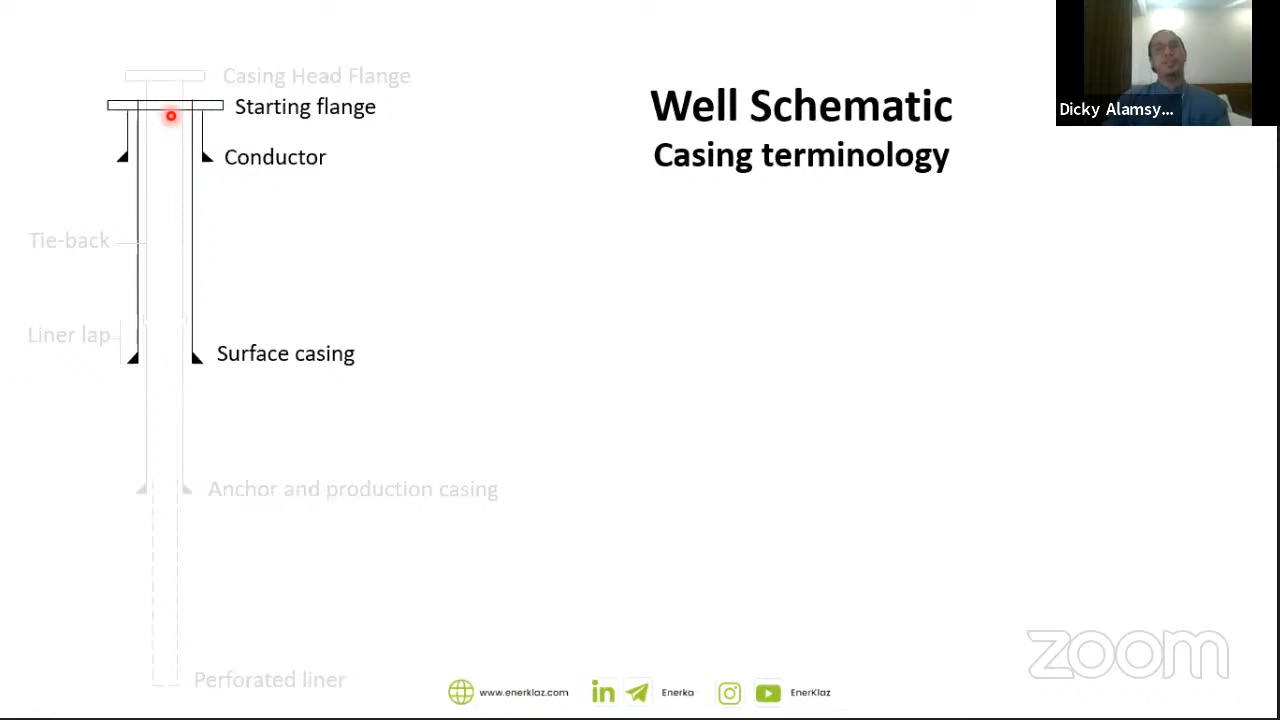 Casing Head Flange
Starting flange
Conductor
Tie-back
Liner lap
Surface casing
Anchor and production casing
Perforated liner
Well Schematic
Casing terminology
Dicky Alamsy...
zoom
www.enerklaz.com
Enerka
EnerKlaz